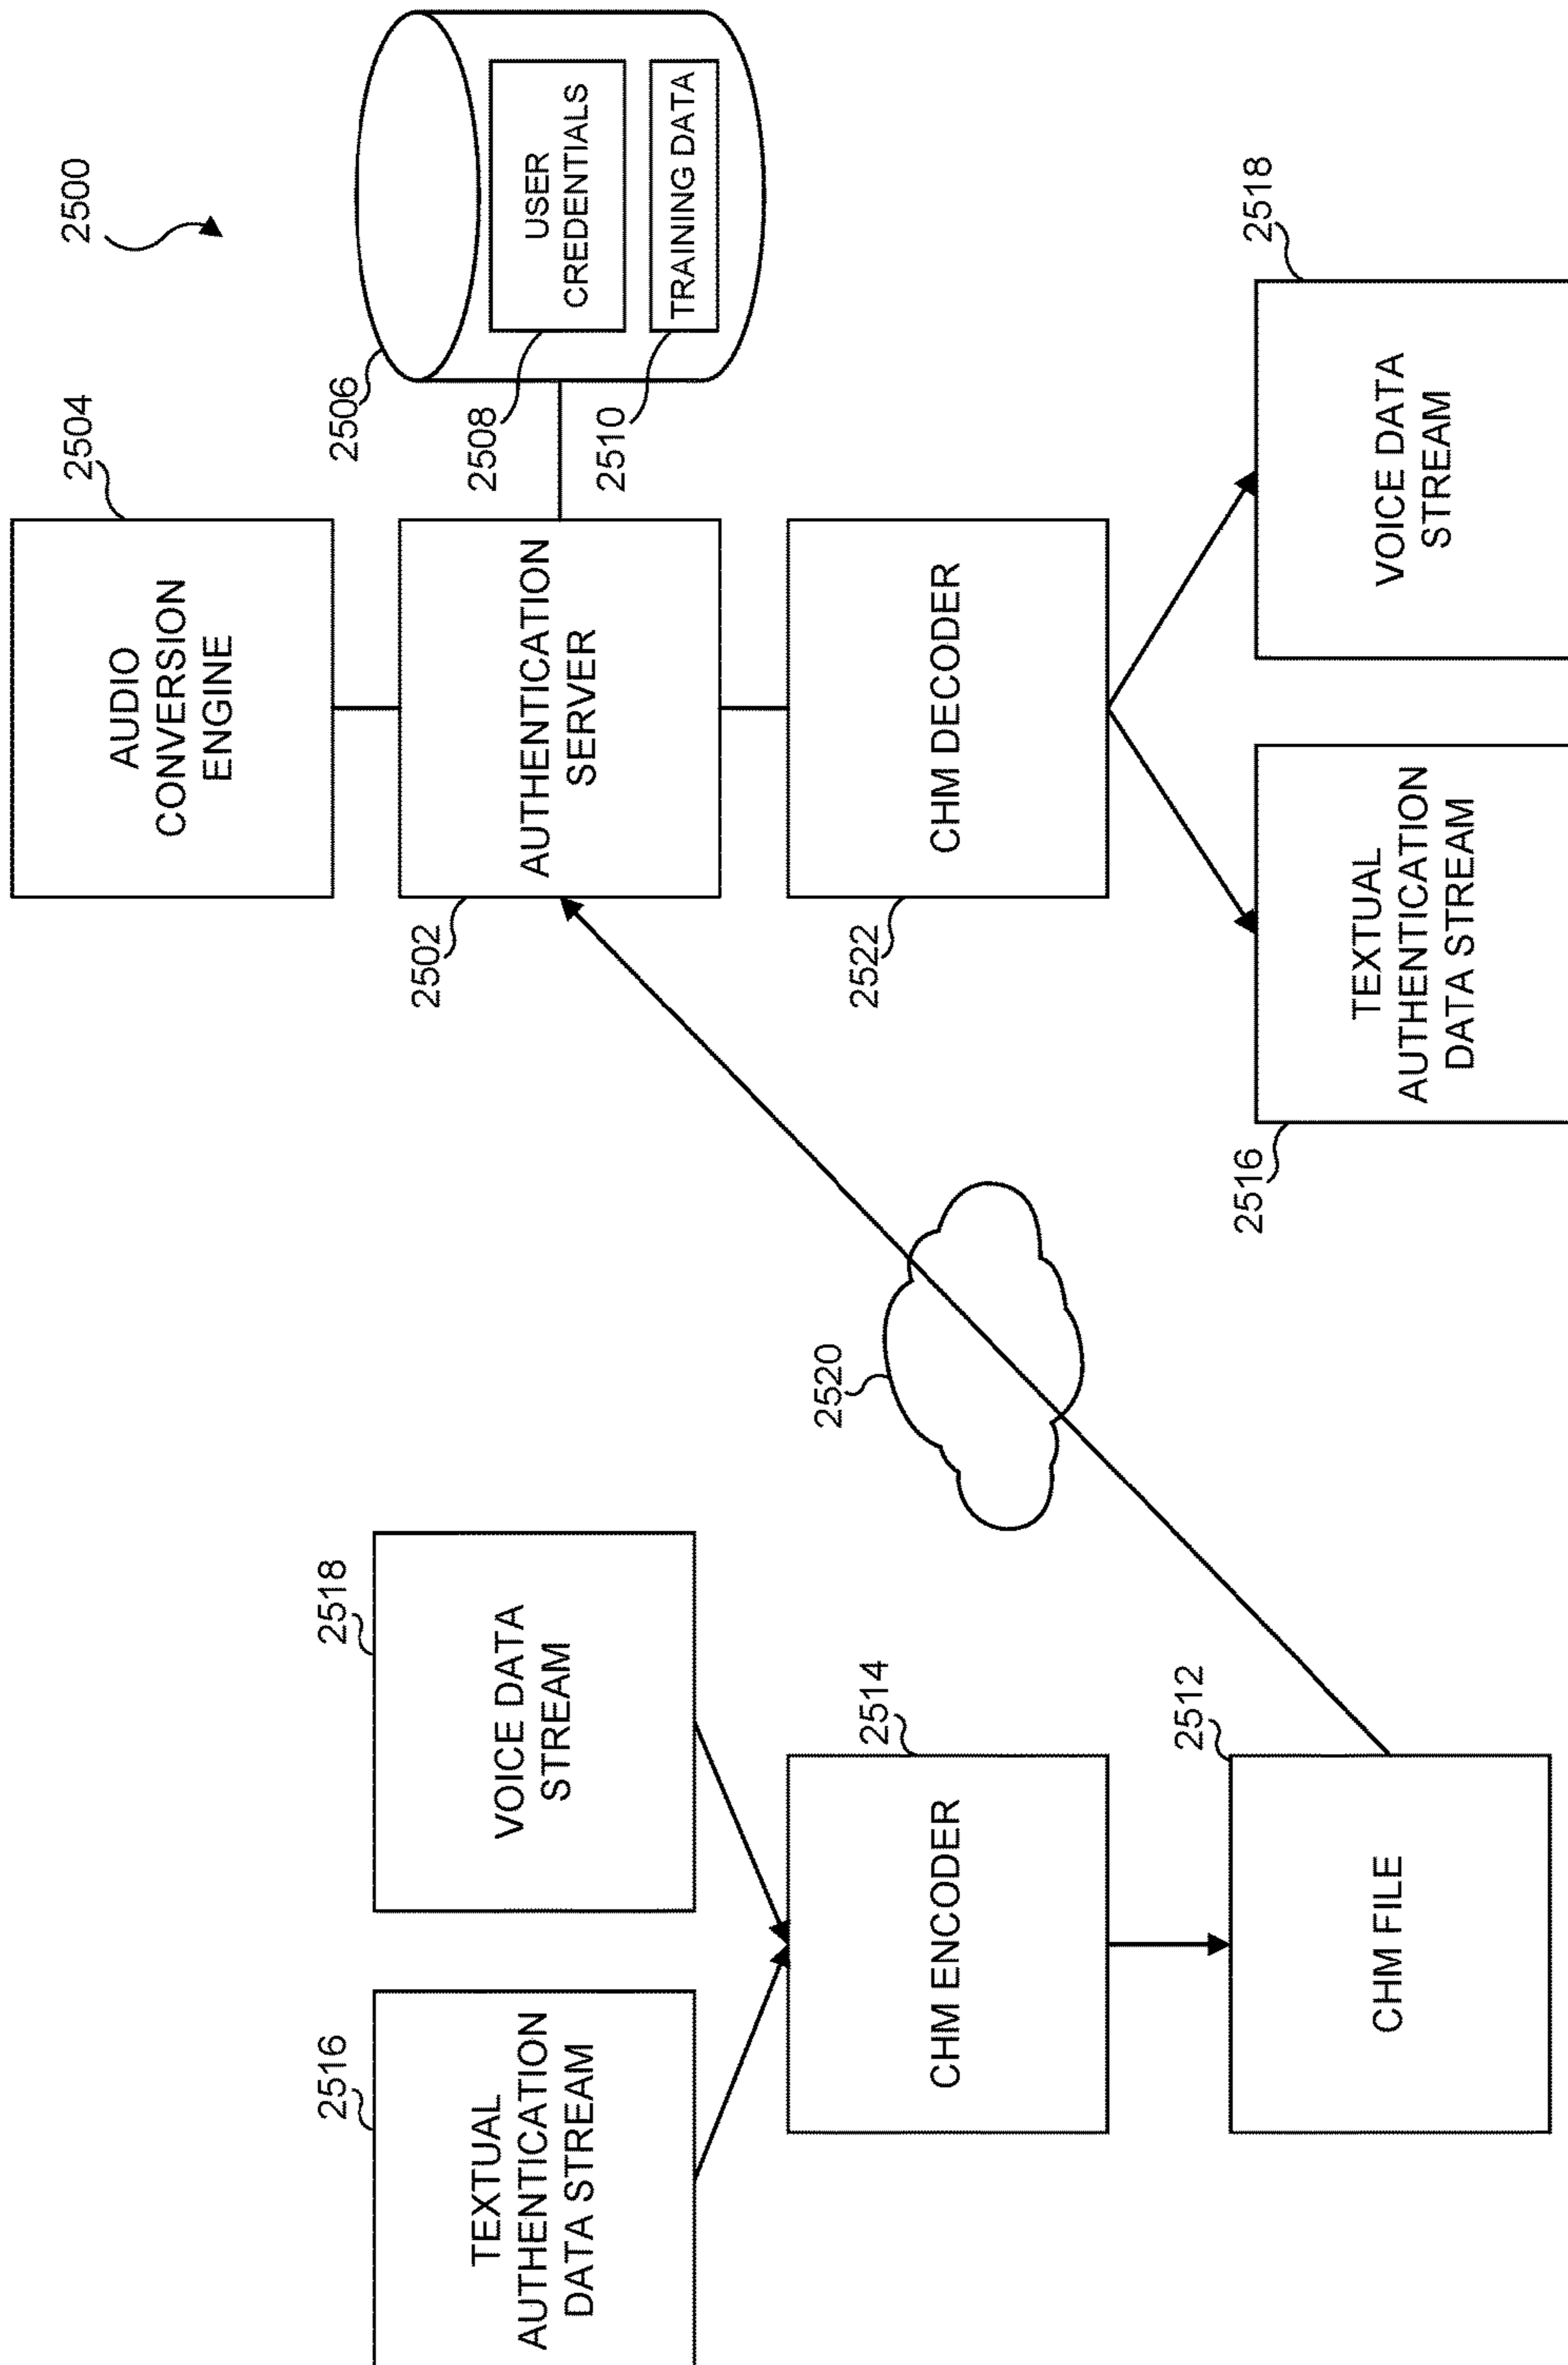 2500
2504
AUDIO
CONVERSION
ENGINE
2506
2508
USER
CREDENTIALS
2510
TRAINING DATA
2502
AUTHENTICATION
SERVER
2522
CHM DECODER
2516
TEXTUAL
AUTHENTICATION
DATA STREAM
2518
VOICE DATA
STREAM
2516
TEXTUAL
AUTHENTICATION
DATA STREAM
2518
VOICE DATA
STREAM
2514
CHM ENCODER
2512
CHM FILE
2520